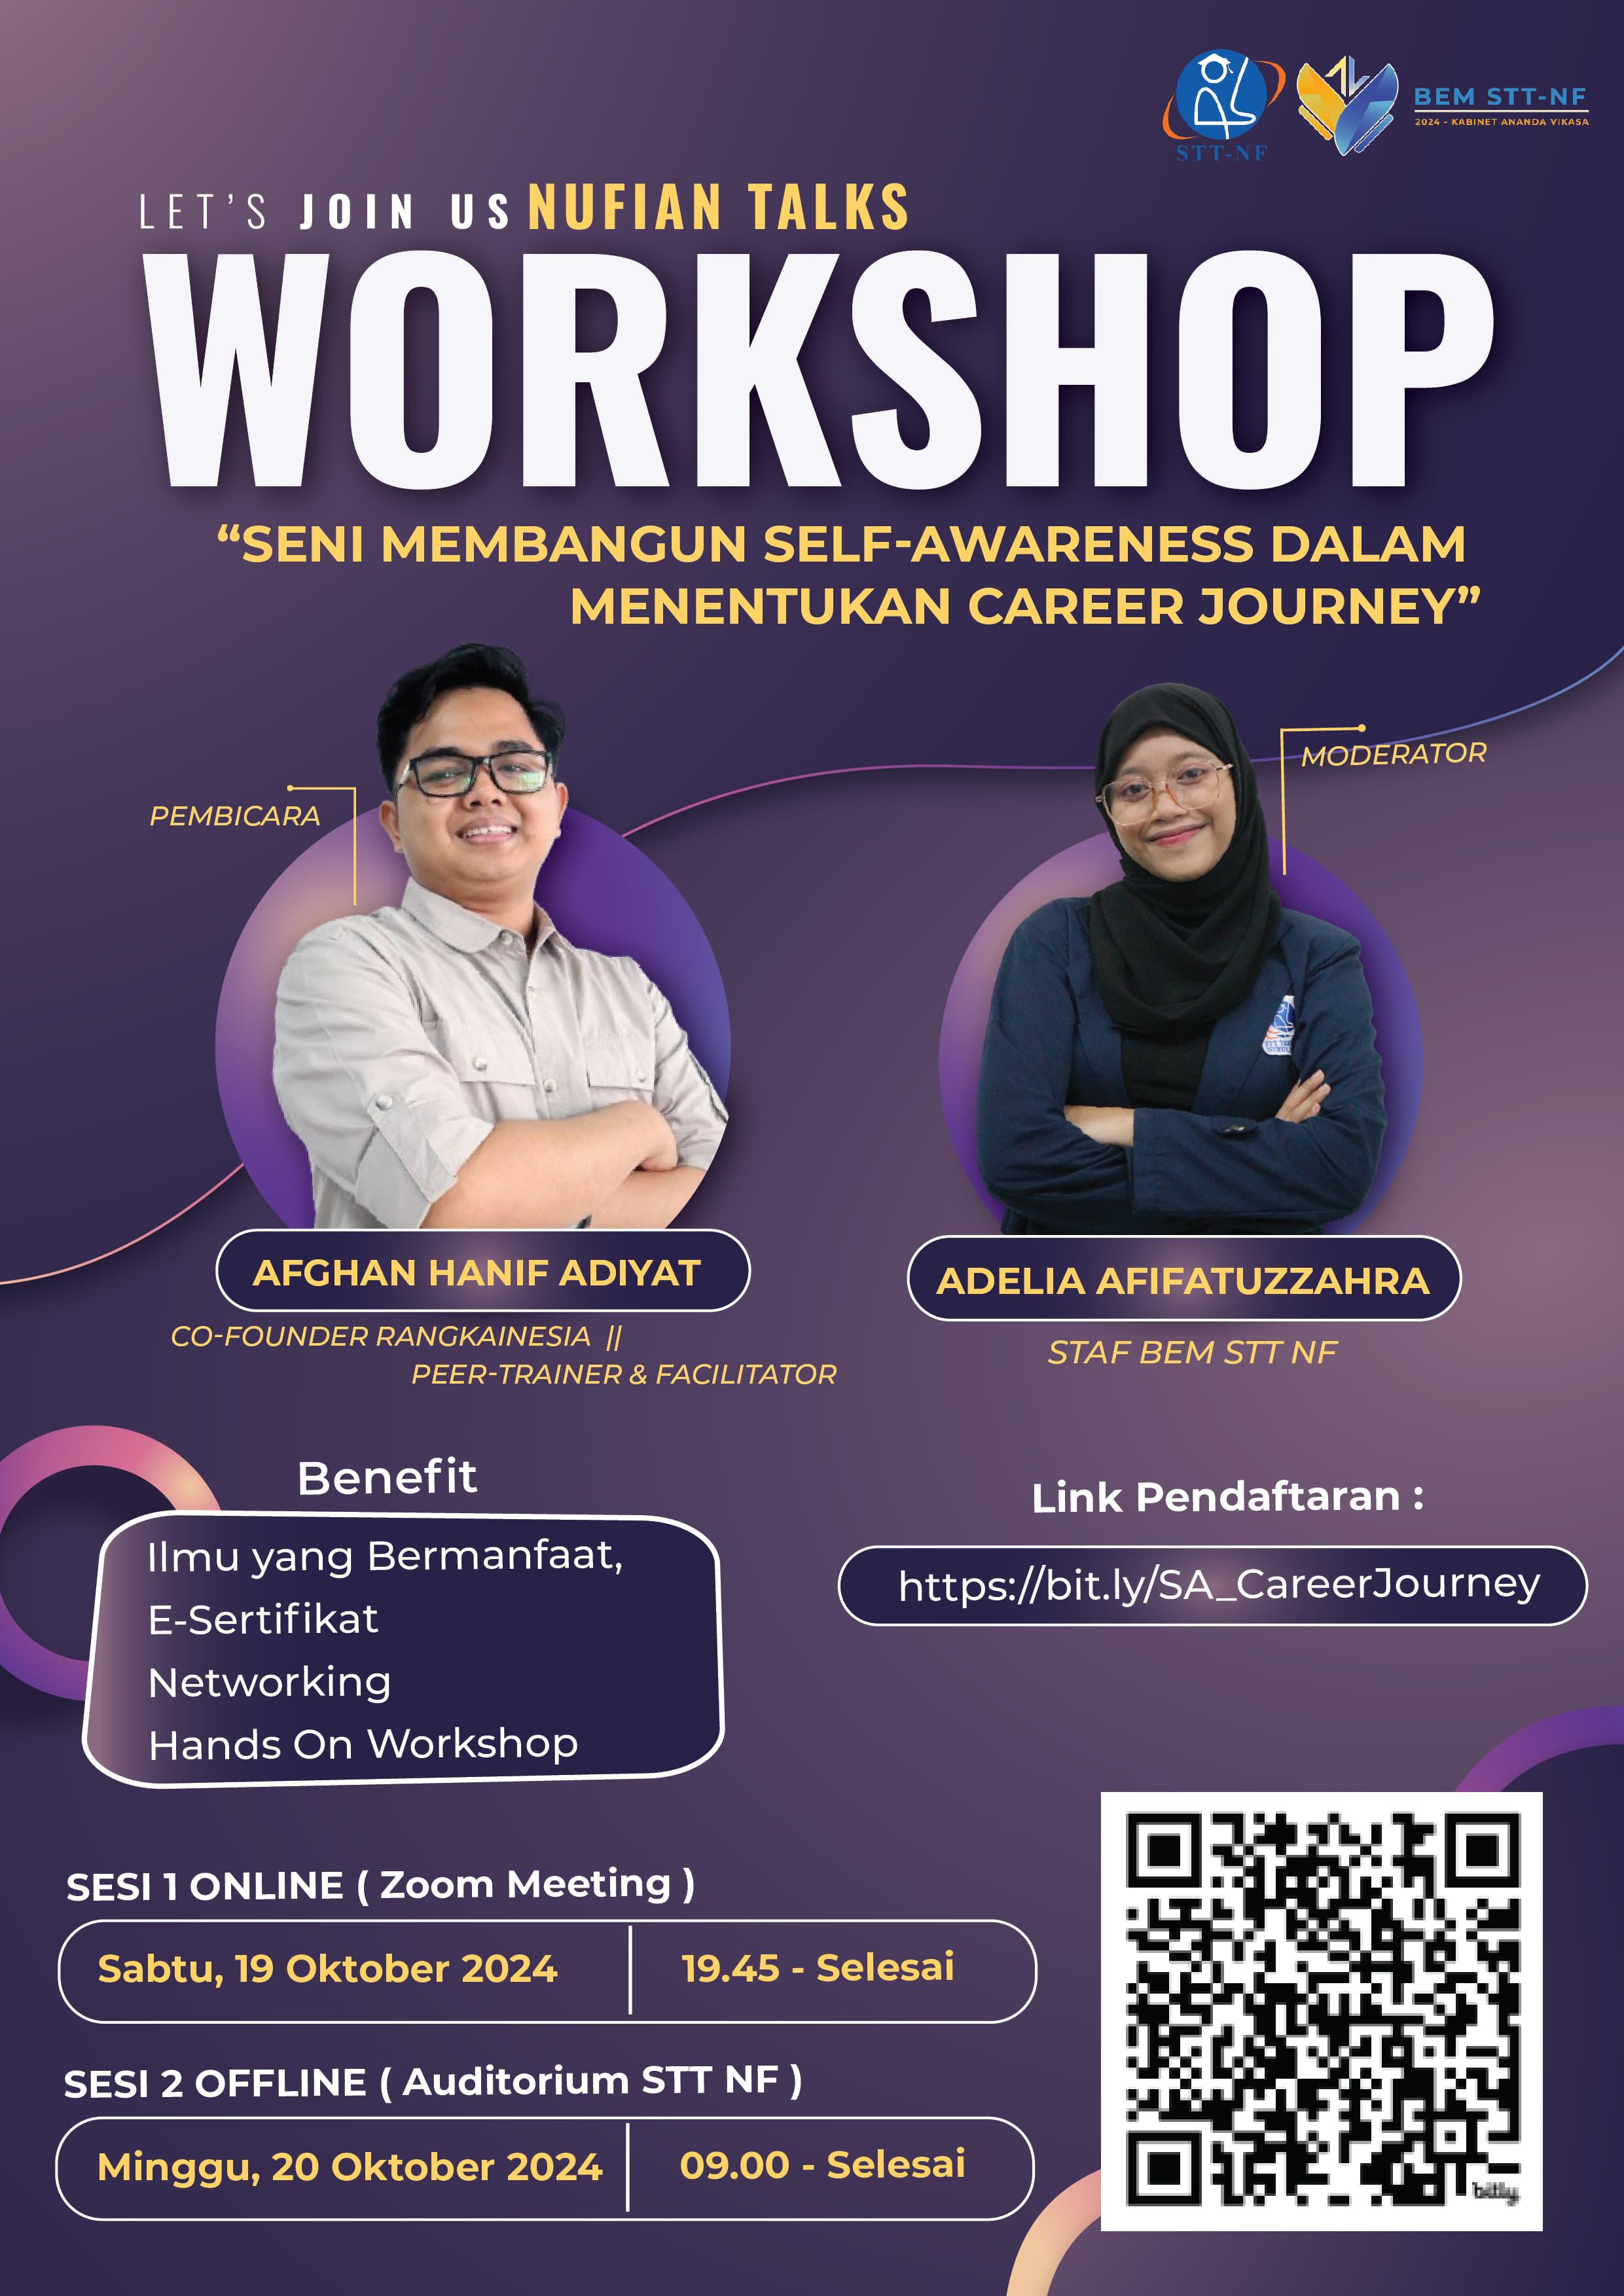 STT-NF
BEM STT-NF
2024 - KABINET ANANDA VIKASA
LET'S JOIN US NUFIAN TALKS
WORKSHOP
“SENI MEMBANGUN SELF-AWARENESS DALAM
MENENTUKAN CAREER JOURNEY”
PEMBICARA
MODERATOR
AFGHAN HANIF ADIYAT
CO-FOUNDER RANGKAINESIA ||
PEER-TRAINER & FACILITATOR
ADELIA AFIFATUZZAHRA
STAF BEM STT NF
Benefit
Ilmu yang Bermanfaat,
E-Sertifikat
Networking
Hands On Workshop
Link Pendaftaran :
https://bit.ly/SA_CareerJourney
SESI 1 ONLINE ( Zoom Meeting )
Sabtu, 19 Oktober 2024 | 19.45 - Selesai
SESI 2 OFFLINE ( Auditorium STT NF )
Minggu, 20 Oktober 2024 | 09.00 - Selesai
bitly